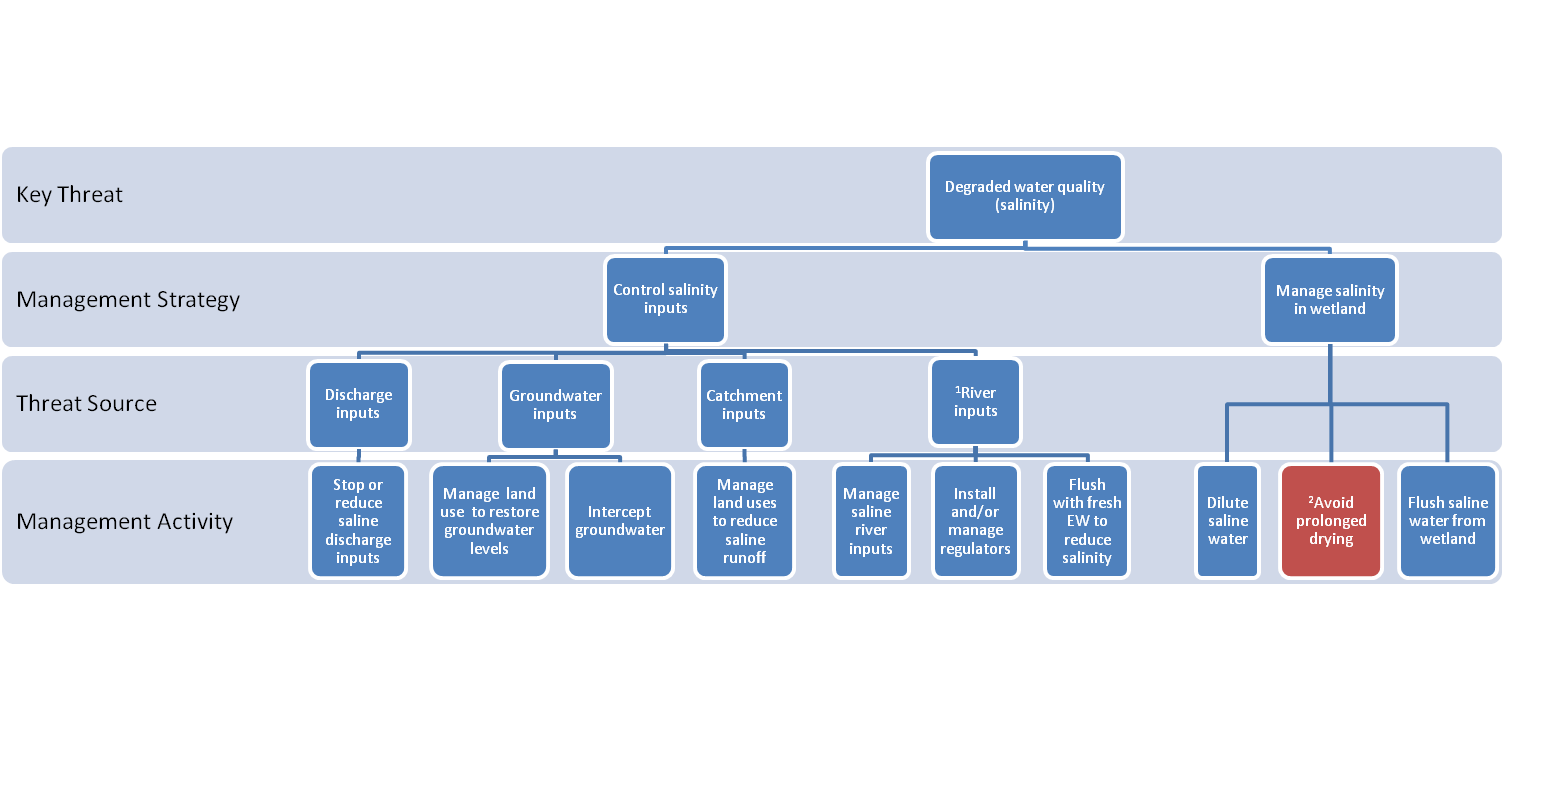 Key Threat
Degraded water quality
(salinity)
Management Strategy
Control salinity
inputs
Manage salinity
in wetland
Threat Source
Discharge
inputs
Groundwater
inputs
Catchment
inputs
¹River
inputs
Management Activity
Stop or
reduce
saline
discharge
inputs
Manage land
use to restore
groundwater
levels
Intercept
groundwater
Manage
land uses
to reduce
saline
runoff
Manage
saline
river
inputs
Install
and/or
manage
regulators
Flush
with fresh
EW to
reduce
salinity
Dilute
saline
water
²Avoid
prolonged
drying
Flush saline
water from
wetland